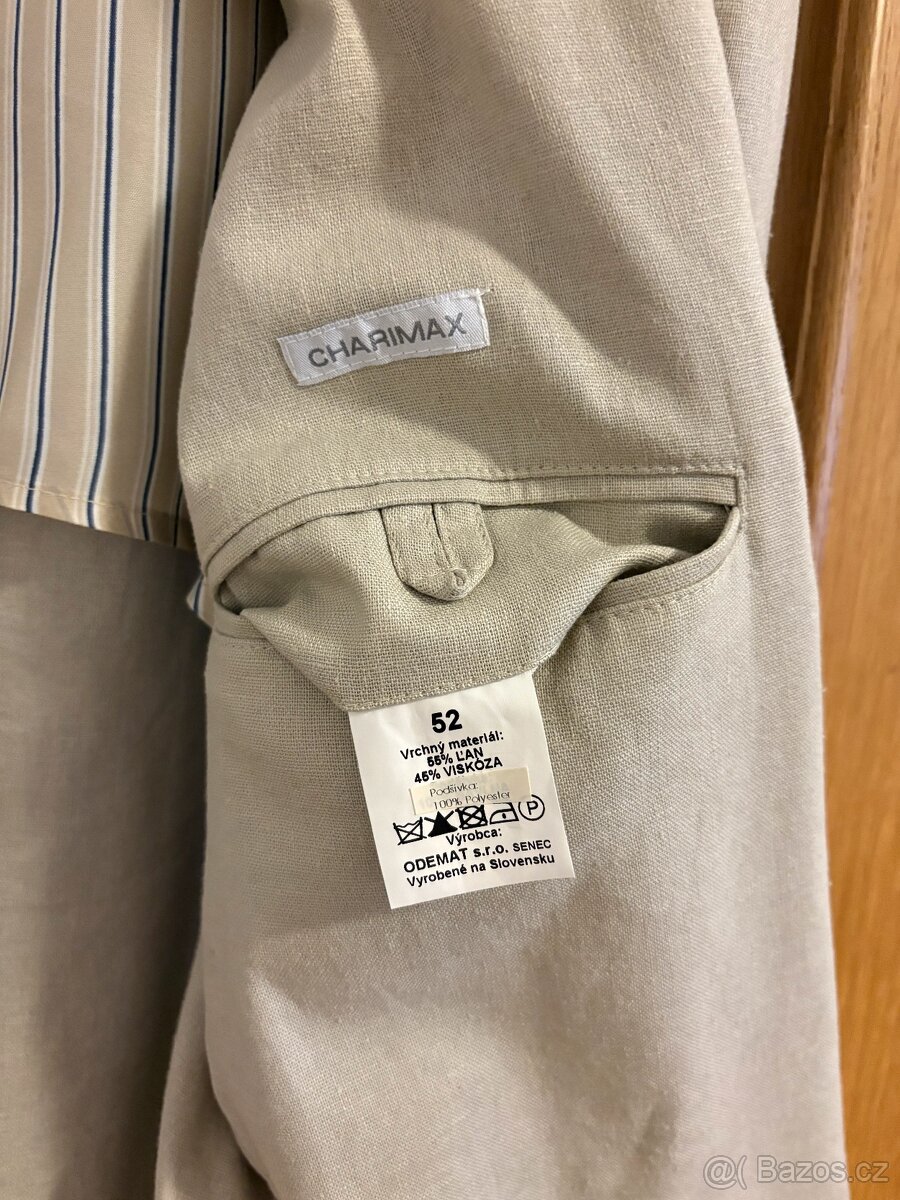 CHARIMAX
52
Vrchný materiál:
55% ĽAN
45% VISKÓZA
Podšívka:
100% Polyester
P
Výrobca:
ODEMAT s.r.o. SENEC
Vyrobené na Slovensku
@( Bazos.cz